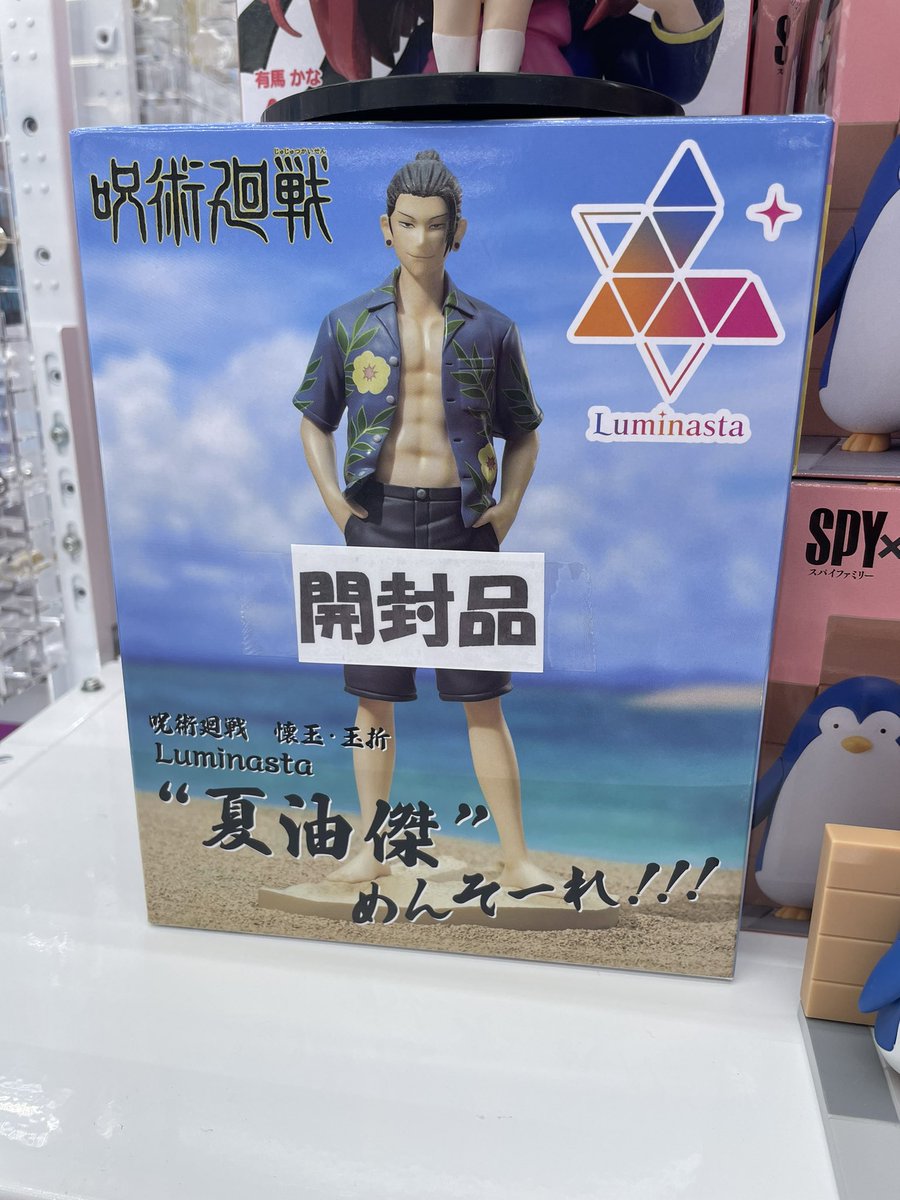 有馬 かな
じゅじゅつかいせん
呪術廻戦
Luminasta
開封品
呪術廻戦 懐玉・玉折
Luminasta
“夏油傑”
めんそーれ!!!
SPY×
スパイファミリー